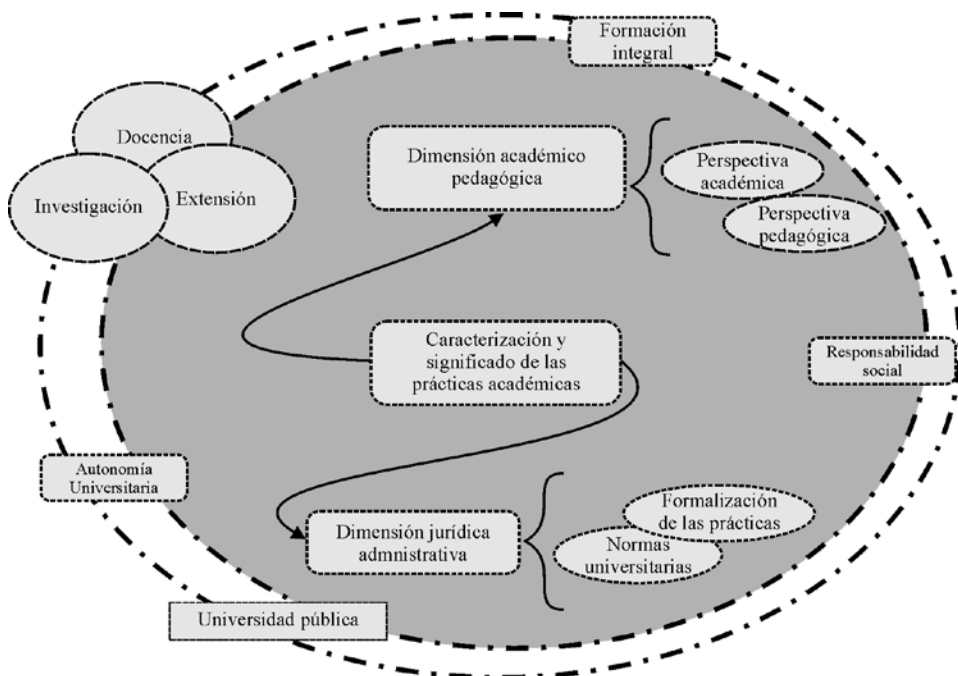 Formación
integral
Docencia
Investigación
Extensión
Dimensión académico
pedagógica
Perspectiva
académica
Perspectiva
pedagógica
Caracterización y
significado de las
prácticas académicas
Responsabilidad
social
Autonomía
Universitaria
Dimensión jurídica
admnistrativa
Formalización
de las prácticas
Normas
universitarias
Universidad pública